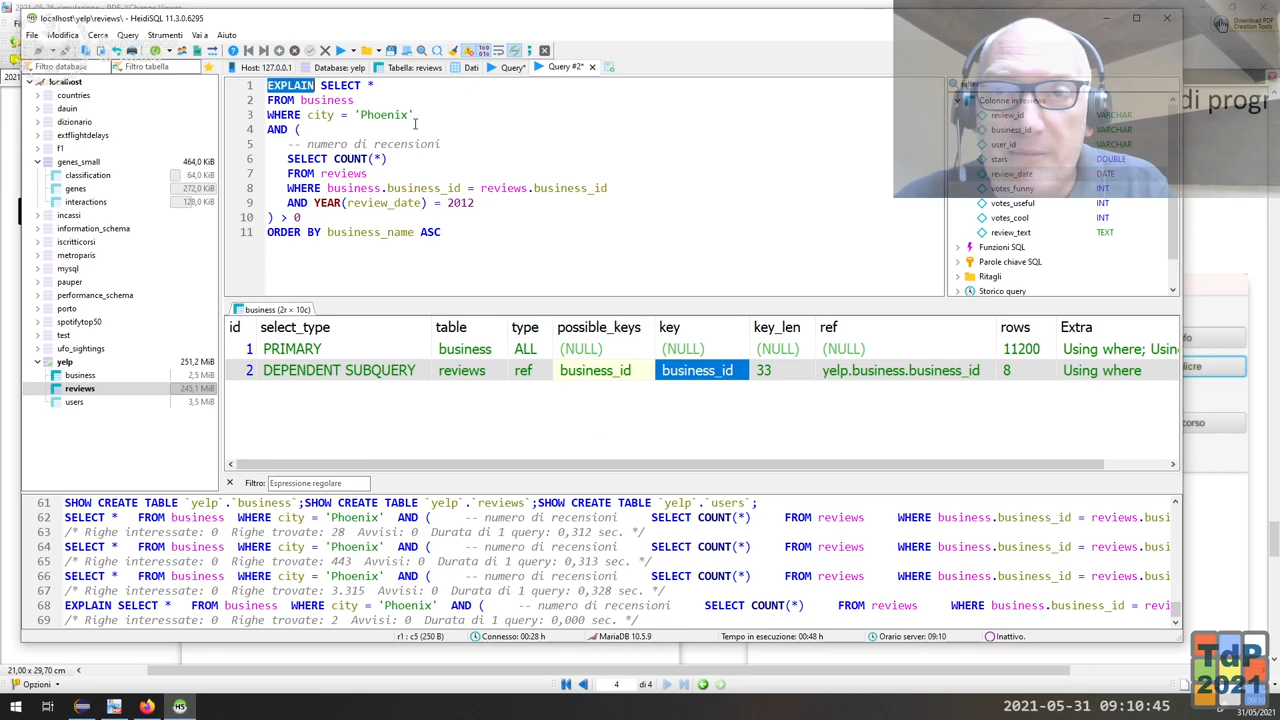 localhost\yelp\reviews\ - HeidiSQL 11.3.0.6295
File Modifica Cerca Query Strumenti Vai a Aiuto
Download PDF
Creation Tools
Filtro database Filtro tabella
Host: 127.0.0.1 Database: yelp Tabella: reviews Dati Query* Query #2*
localhost
countries
dauin
dizionario
extflightdelays
f1
genes_small 464,0 KiB
classification 64,0 KiB
genes 272,0 KiB
interactions 128,0 KiB
incassi
information_schema
iscritticorsi
metroparis
mysql
pauper
performance_schema
porto
spotifytop50
test
ufo_sightings
yelp 251,2 MiB
business 2,5 MiB
reviews 245,1 MiB
users 3,5 MiB
1 EXPLAIN SELECT *
2 FROM business
3 WHERE city = 'Phoenix'
4 AND (
5 -- numero di recensioni
6 SELECT COUNT(*)
7 FROM reviews
8 WHERE business.business_id = reviews.business_id
9 AND YEAR(review_date) = 2012
10 ) > 0
11 ORDER BY business_name ASC
Colonne in reviews
review_id VARCHAR
business_id VARCHAR
user_id VARCHAR
stars DOUBLE
review_date DATE
votes_funny INT
votes_useful INT
votes_cool INT
review_text TEXT
Funzioni SQL
Parole chiave SQL
Ritagli
Storico query
di progr
business (2r × 10c)
id select_type table type possible_keys key key_len ref rows Extra
1 PRIMARY business ALL (NULL) (NULL) (NULL) (NULL) 11200 Using where; Usin
2 DEPENDENT SUBQUERY reviews ref business_id business_id 33 yelp.business.business_id 8 Using where
Filtro: Espressione regolare
61 SHOW CREATE TABLE `yelp`.`business`;SHOW CREATE TABLE `yelp`.`reviews`;SHOW CREATE TABLE `yelp`.`users`;
62 SELECT * FROM business WHERE city = 'Phoenix' AND ( -- numero di recensioni SELECT COUNT(*) FROM reviews WHERE business.business_id = reviews.busi
63 /* Righe interessate: 0 Righe trovate: 28 Avvisi: 0 Durata di 1 query: 0,312 sec. */
64 SELECT * FROM business WHERE city = 'Phoenix' AND ( -- numero di recensioni SELECT COUNT(*) FROM reviews WHERE business.business_id = reviews.busi
65 /* Righe interessate: 0 Righe trovate: 443 Avvisi: 0 Durata di 1 query: 0,313 sec. */
66 SELECT * FROM business WHERE city = 'Phoenix' AND ( -- numero di recensioni SELECT COUNT(*) FROM reviews WHERE business.business_id = reviews.busi
67 /* Righe interessate: 0 Righe trovate: 3.315 Avvisi: 0 Durata di 1 query: 0,328 sec. */
68 EXPLAIN SELECT * FROM business WHERE city = 'Phoenix' AND ( -- numero di recensioni SELECT COUNT(*) FROM reviews WHERE business.business_id = revi
69 /* Righe interessate: 0 Righe trovate: 2 Avvisi: 0 Durata di 1 query: 0,000 sec. */
r1 : c5 (250 B) Connesso: 00:28 h MariaDB 10.5.9 Tempo in esecuzione: 00:48 h Orario server: 09:10 Inattivo.
corso
21,00 x 29,70 cm
Opzioni 4 di 4
TdP
2021
2021-05-31 09:10:45
31/05/2021